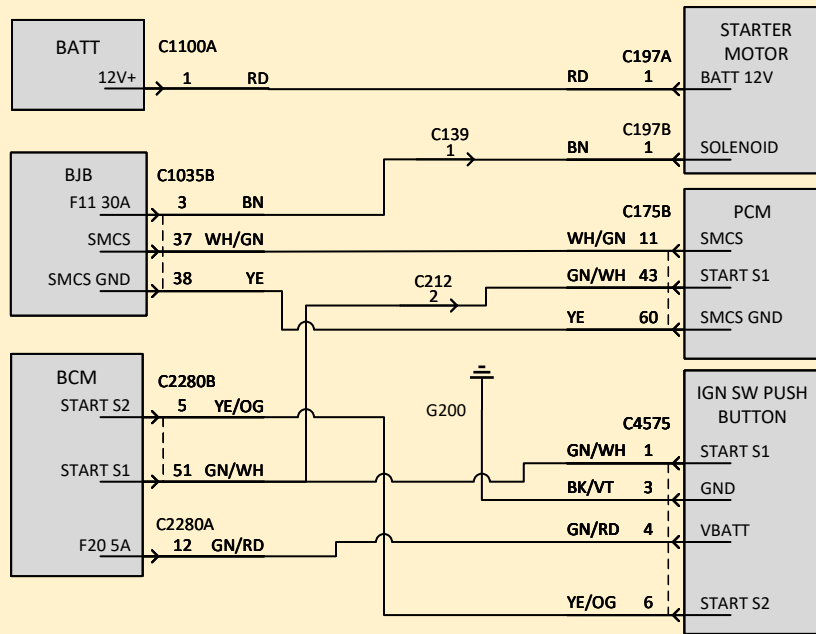 BATT
12V+
C1100A
1 RD
RD 1
C197A
STARTER
MOTOR
BATT 12V
C139
1
BN 1
C197B
SOLENOID
BJB
C1035B
F11 30A
3 BN
SMCS
37 WH/GN
SMCS GND
38 YE
C175B
PCM
WH/GN 11
SMCS
C212
2
GN/WH 43
START S1
YE 60
SMCS GND
BCM
C2280B
START S2
5 YE/OG
START S1
51 GN/WH
C2280A
F20 5A
12 GN/RD
G200
C4575
IGN SW PUSH
BUTTON
GN/WH 1
START S1
BK/VT 3
GND
GN/RD 4
VBATT
YE/OG 6
START S2